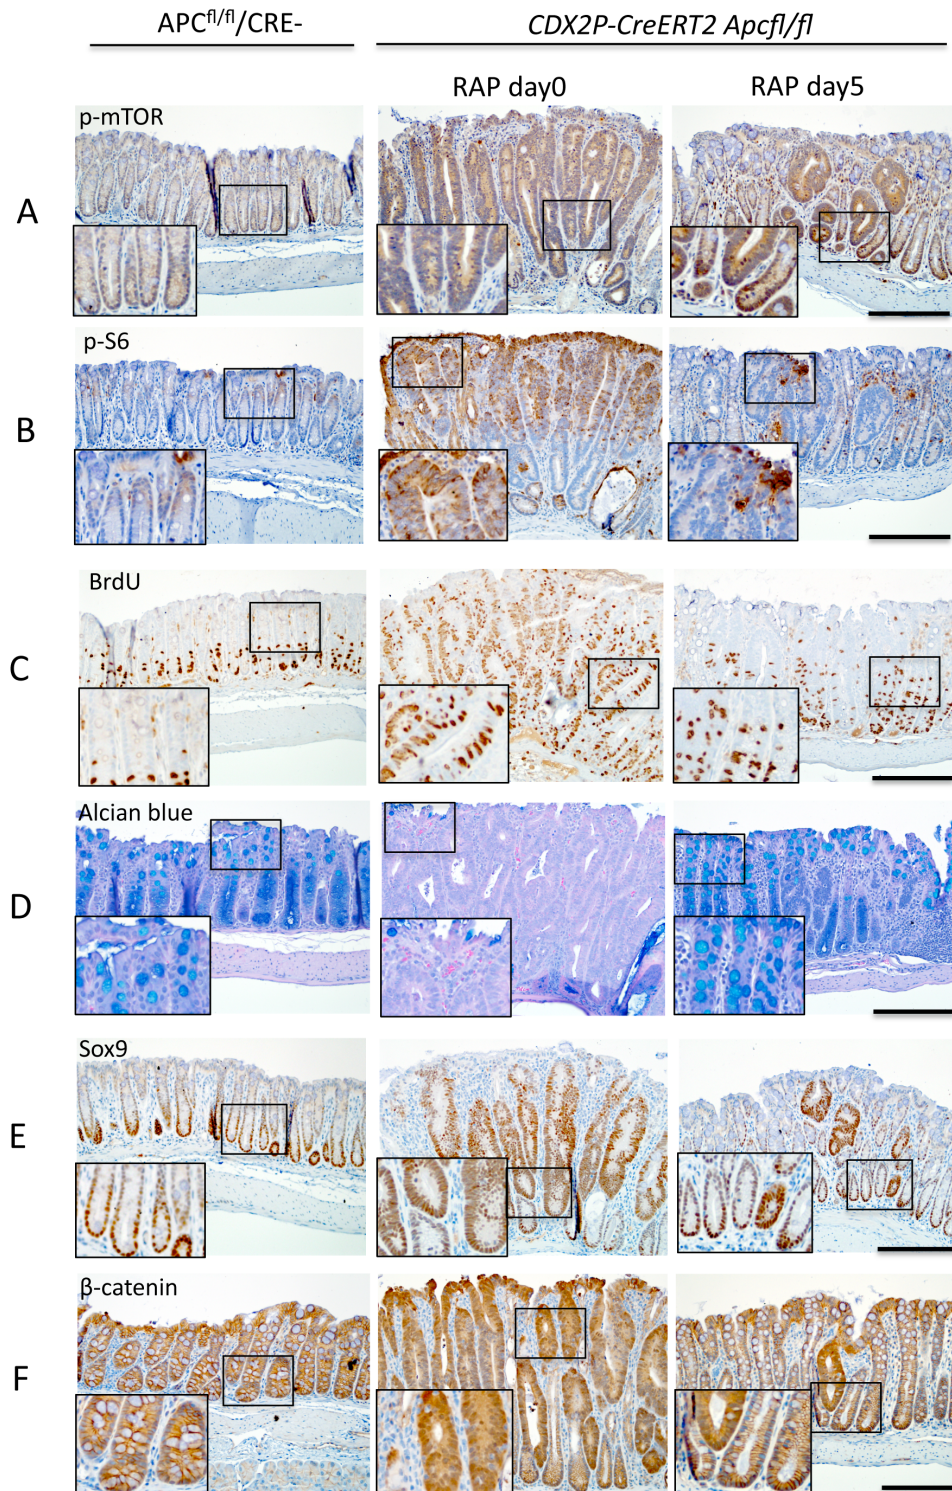 APCfl/fl/CRE-
CDX2P-CreERT2 Apcfl/fl
RAP day0
RAP day5
p-mTOR
A
p-S6
B
BrdU
C
Alcian blue
D
Sox9
E
β-catenin
F